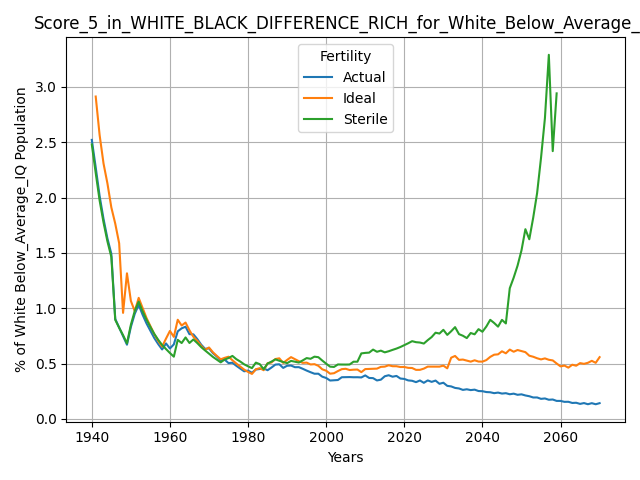 Score_5_in_WHITE_BLACK_DIFFERENCE_RICH_for_White_Below_Average_
Fertility
Actual
Ideal
Sterile
% of White Below_Average_IQ Population
3.0
2.5
2.0
1.5
1.0
0.5
0.0
1940 1960 1980 2000 2020 2040 2060
Years